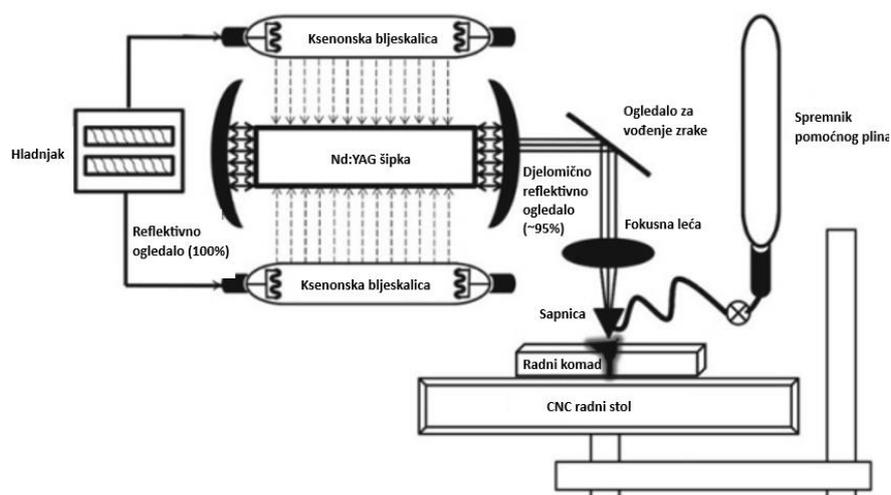 Ksenonska bljeskalica
Ogledalo za
vođenje zrake
Spremnik
pomoćnog plina
Hladnjak
Nd:YAG šipka
Djelomično
reflektivno
ogledalo
(~95%)
Reflektivno
ogledalo (100%)
Fokusna leća
Ksenonska bljeskalica
Sapnica
Radni komad
CNC radni stol